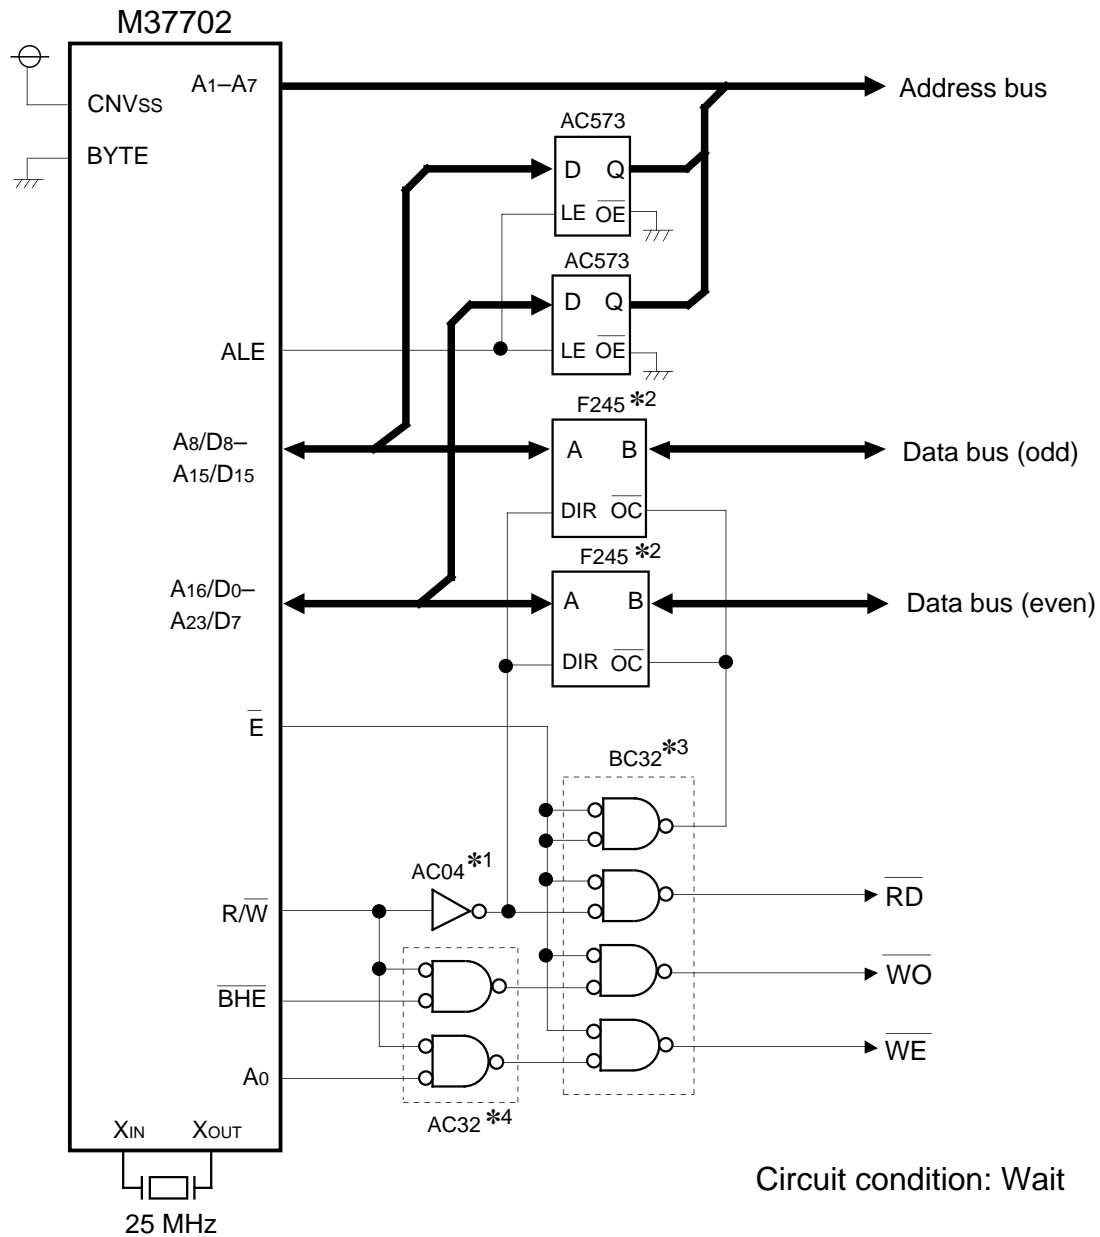 M37702
CNVSS
BYTE
A1–A7
Address bus
AC573
D Q
LE OE
AC573
D Q
LE OE
ALE
F245 *2
A8/D8–
A15/D15
A B
DIR OC
Data bus (odd)
F245 *2
A16/D0–
A23/D7
A B
DIR OC
Data bus (even)
E
BC32 *3
AC04 *1
R/W
RD
BHE
WO
A0
WE
AC32 *4
XIN XOUT
25 MHz
Circuit condition: Wait